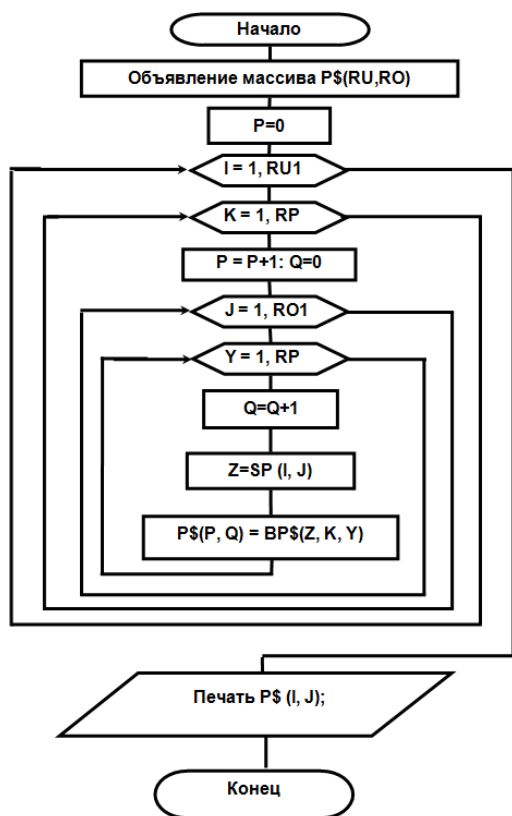 Начало
Объявление массива P$(RU,RO)
P=0
I = 1, RU1
K = 1, RP
P = P+1: Q=0
J = 1, RO1
Y = 1, RP
Q=Q+1
Z=SP (I, J)
P$(P, Q) = BP$(Z, K, Y)
Печать P$ (I, J);
Конец